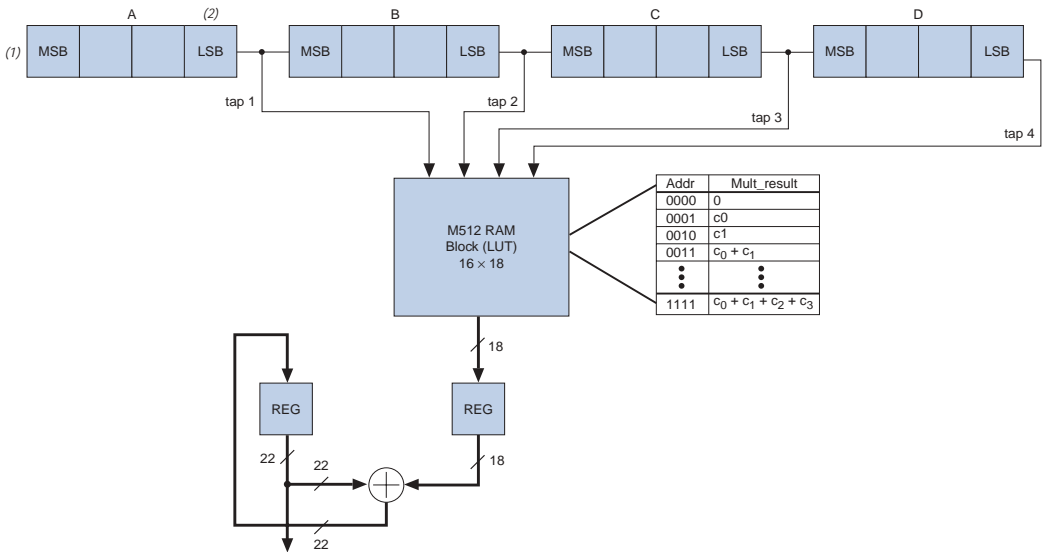 A (2) B C D
(1) MSB LSB MSB LSB MSB LSB MSB LSB
tap 1 tap 2 tap 3 tap 4
M512 RAM
Block (LUT)
16 × 18
Addr Mult_result
0000 0
0001 c0
0010 c1
0011 c₀ + c₁
1111 c₀ + c₁ + c₂ + c₃
18
REG REG
22 22 18
22